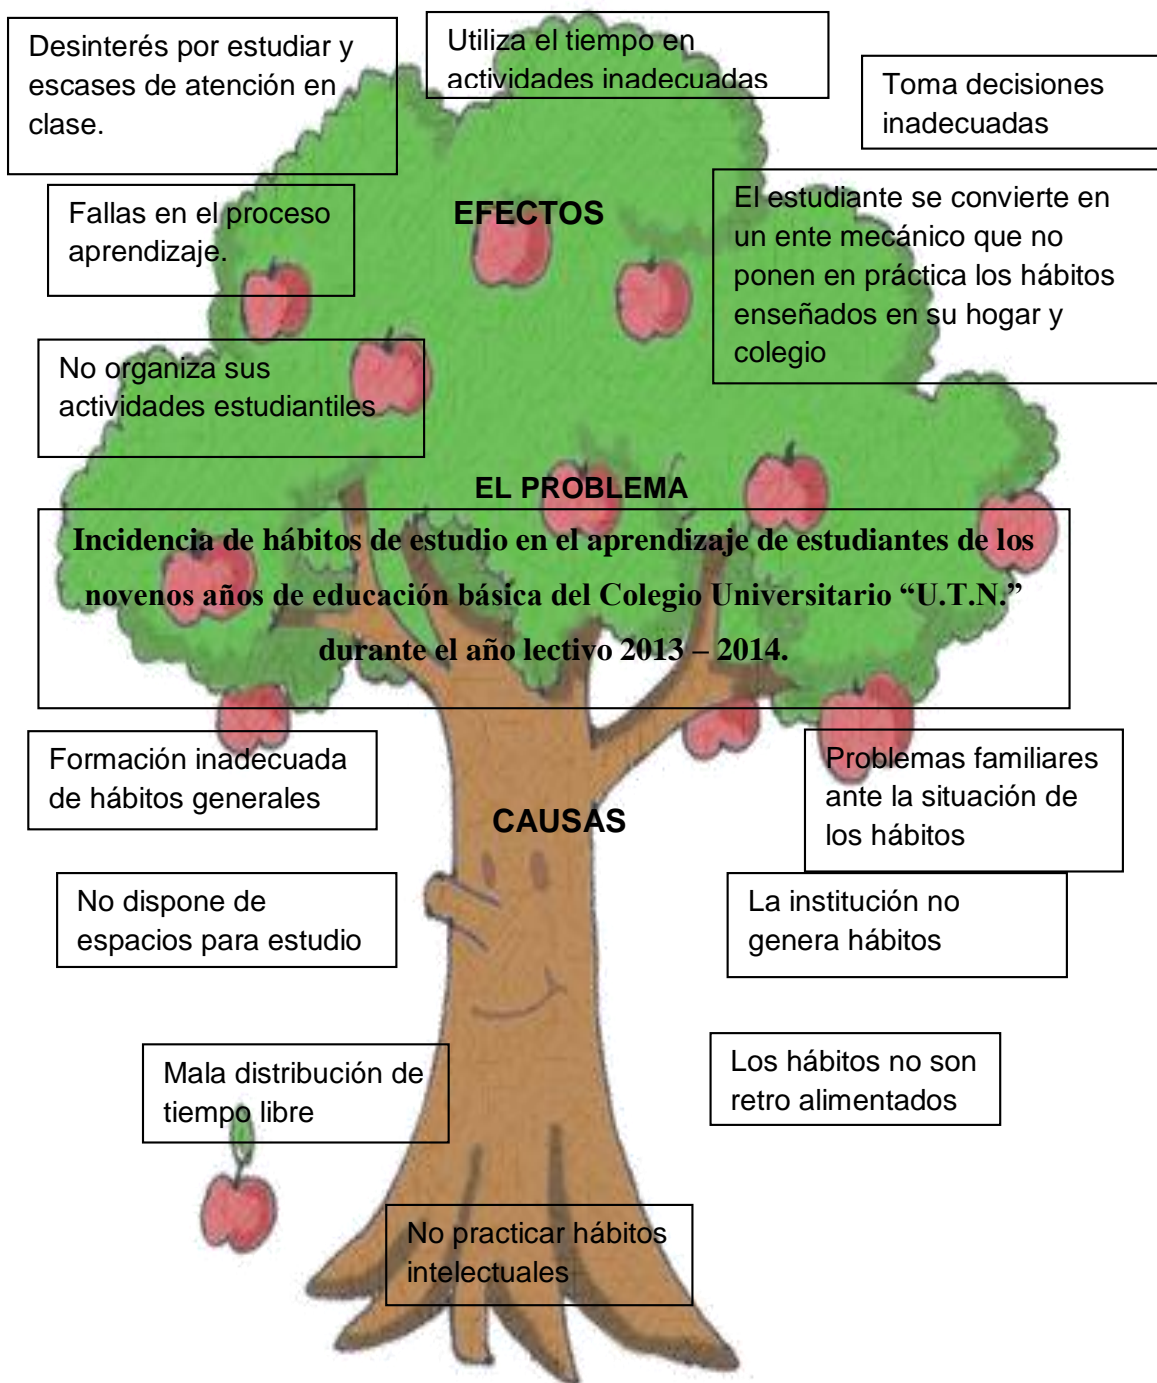 Desinterés por estudiar y
escases de atención en
clase.
Utiliza el tiempo en
actividades inadecuadas
Toma decisiones
inadecuadas
Fallas en el proceso
aprendizaje.
EFECTOS
El estudiante se convierte en
un ente mecánico que no
ponen en práctica los hábitos
enseñados en su hogar y
colegio
No organiza sus
actividades estudiantiles
EL PROBLEMA
Incidencia de hábitos de estudio en el aprendizaje de estudiantes de los
novenos años de educación básica del Colegio Universitario “U.T.N.”
durante el año lectivo 2013 – 2014.
Formación inadecuada
de hábitos generales
CAUSAS
Problemas familiares
ante la situación de
los hábitos
No dispone de
espacios para estudio
La institución no
genera hábitos
Mala distribución de
tiempo libre
Los hábitos no son
retro alimentados
No practicar hábitos
intelectuales